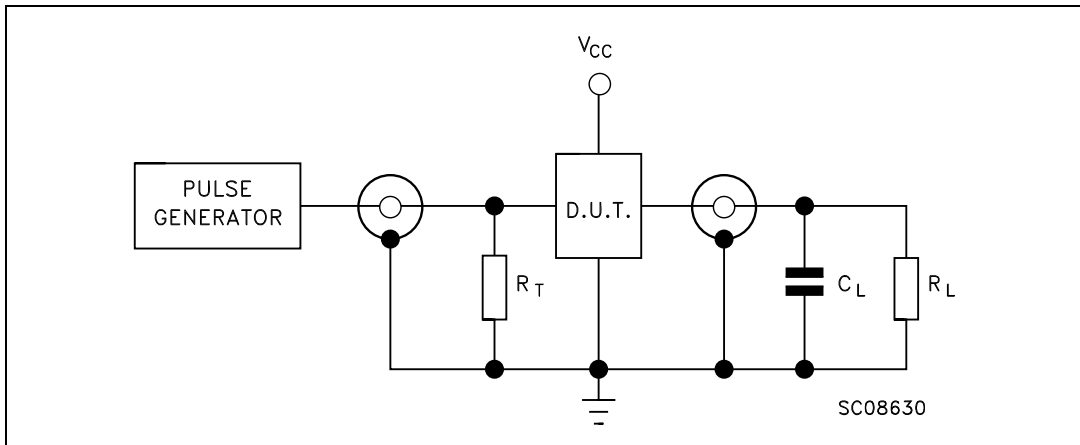 VCC
PULSE
GENERATOR
D.U.T.
RT
CL
RL
SC08630